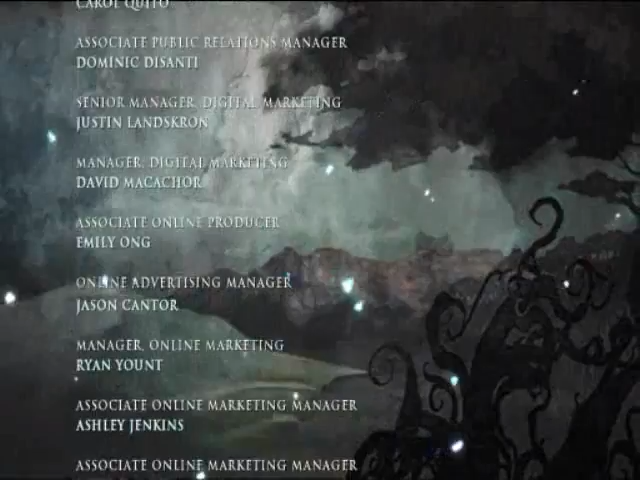 CAROL QUITO
ASSOCIATE PUBLIC RELATIONS MANAGER
DOMINIC DISANTI
SENIOR MANAGER, DIGITAL MARKETING
JUSTIN LANDSKRON
MANAGER, DIGITAL MARKETING
DAVID MACACHOR
ASSOCIATE ONLINE PRODUCER
EMILY ONG
ONLINE ADVERTISING MANAGER
JASON CANTOR
MANAGER, ONLINE MARKETING
RYAN YOUNT
ASSOCIATE ONLINE MARKETING MANAGER
ASHLEY JENKINS
ASSOCIATE ONLINE MARKETING MANAGER